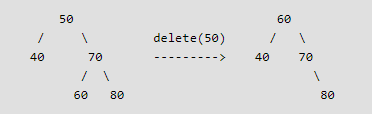 50                              60
/     \       delete(50)       /   \
40      70     --------->     40    70
/  \                            \
60   80                          80